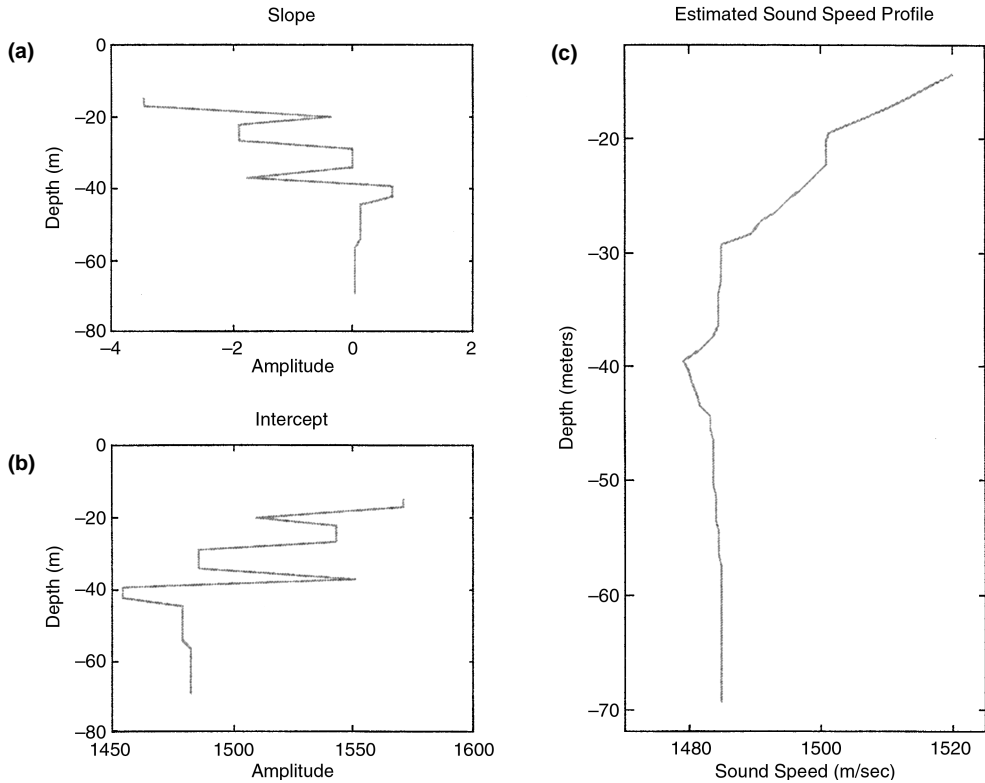 Slope
(a)
0
–20
–40
–60
–80
Depth (m)
–4
–2
0
2
Amplitude
Intercept
(b)
0
–20
–40
–60
–80
Depth (m)
1450
1500
1550
1600
Amplitude
Estimated Sound Speed Profile
(c)
–20
–30
–40
–50
–60
–70
Depth (meters)
1480
1500
1520
Sound Speed (m/sec)